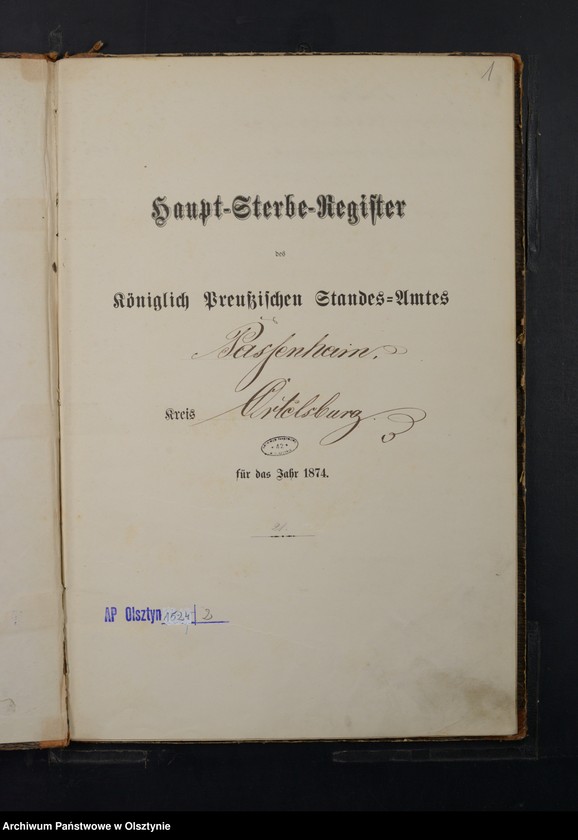 1
Haupt-Sterbe-Register
des
Königlich Preußischen Standes-Amtes
Passenheim.
Kreis Ortelsburg
für das Jahr 1874.
AP Olsztyn 1624/2
Archiwum Państwowe w Olsztynie